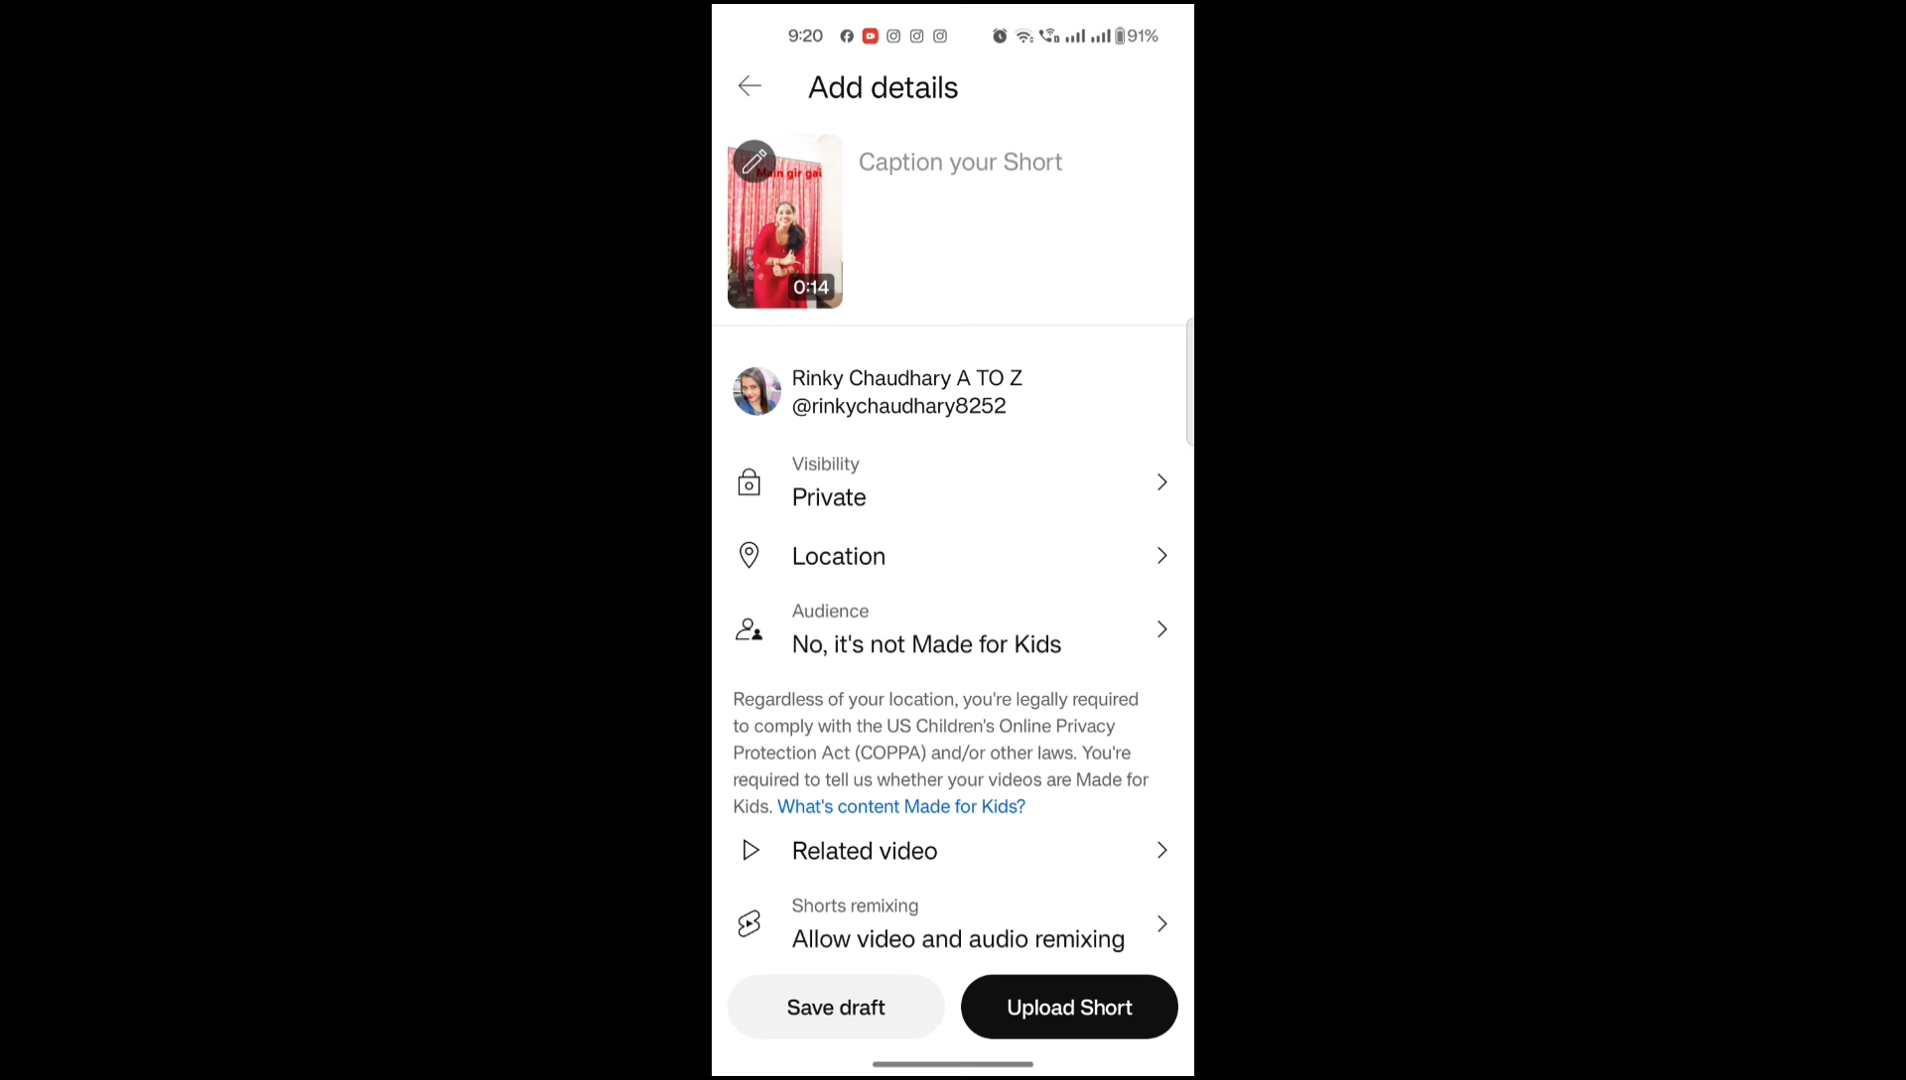 9:20
91%
Add details
Caption your Short
Main gir gai
0:14
Rinky Chaudhary A TO Z
@rinkychaudhary8252
Visibility
Private
Location
Audience
No, it's not Made for Kids
Regardless of your location, you're legally required
to comply with the US Children's Online Privacy
Protection Act (COPPA) and/or other laws. You're
required to tell us whether your videos are Made for
Kids. What's content Made for Kids?
Related video
Shorts remixing
Allow video and audio remixing
Save draft
Upload Short